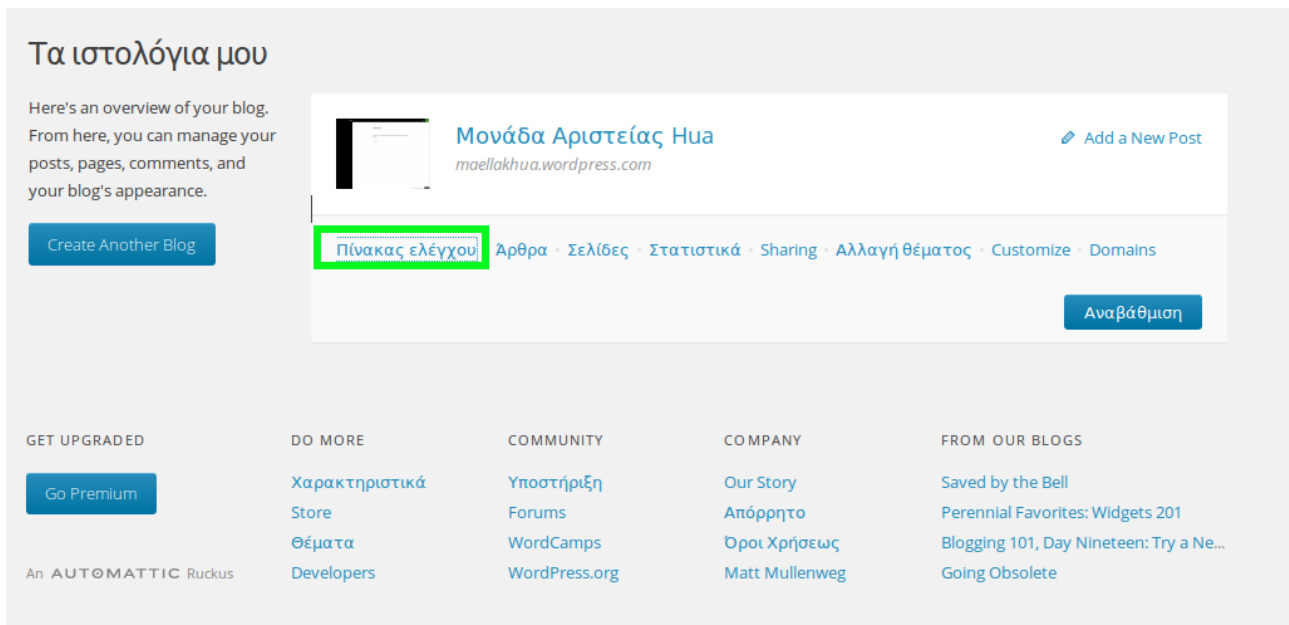 Τα ιστολόγια μου
Here's an overview of your blog.
From here, you can manage your
posts, pages, comments, and
your blog's appearance.
Create Another Blog
Μονάδα Αριστείας Hua
maellakhua.wordpress.com
Add a New Post
Πίνακας ελέγχου Άρθρα Σελίδες Στατιστικά Sharing Αλλαγή θέματος Customize Domains
Αναβάθμιση
GET UPGRADED
Go Premium
An AUTOMATTIC Ruckus
DO MORE
Χαρακτηριστικά
Store
Θέματα
Developers
COMMUNITY
Υποστήριξη
Forums
WordCamps
WordPress.org
COMPANY
Our Story
Απόρρητο
Όροι Χρήσεως
Matt Mullenweg
FROM OUR BLOGS
Saved by the Bell
Perennial Favorites: Widgets 201
Blogging 101, Day Nineteen: Try a Ne...
Going Obsolete